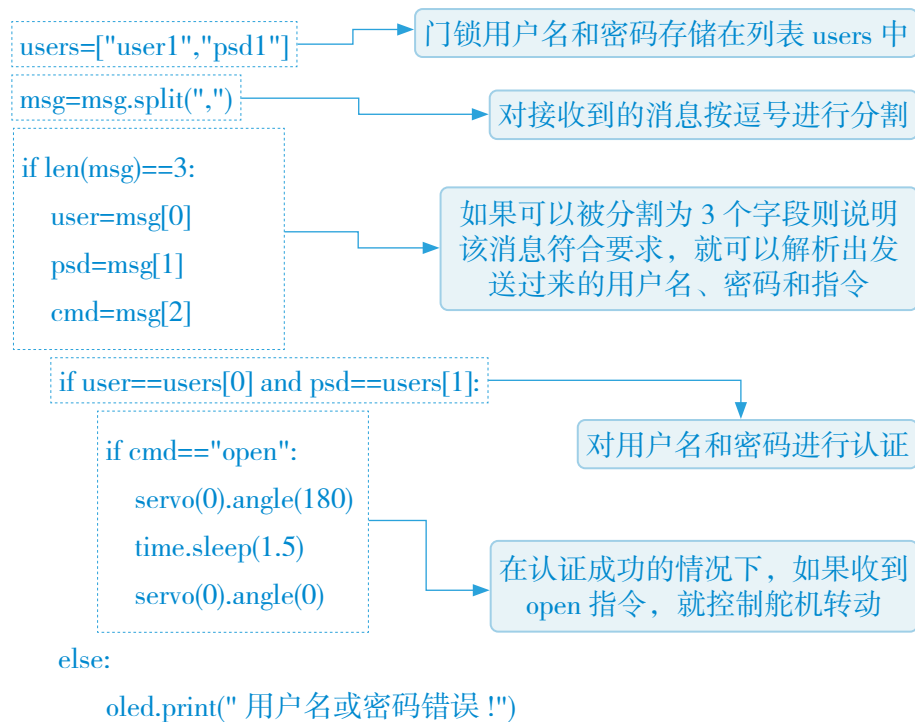 users=["user1","psd1"]
门锁用户名和密码存储在列表 users 中
msg=msg.split(",")
对接收到的消息按逗号进行分割
if len(msg)==3:
user=msg[0]
psd=msg[1]
cmd=msg[2]
如果可以被分割为 3 个字段则说明
该消息符合要求，就可以解析出发
送过来的用户名、密码和指令
if user==users[0] and psd==users[1]:
对用户名和密码进行认证
if cmd=="open":
servo(0).angle(180)
time.sleep(1.5)
servo(0).angle(0)
在认证成功的情况下，如果收到
open 指令，就控制舵机转动
else:
oled.print(" 用户名或密码错误 !")